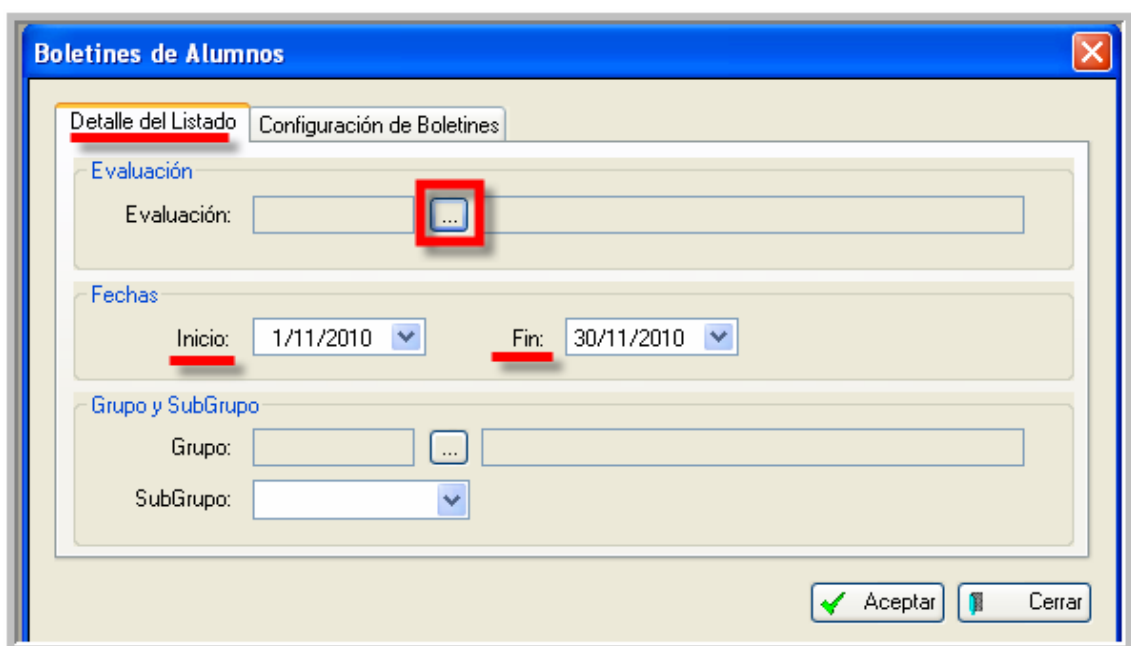 Boletines de Alumnos
Detalle del Listado Configuración de Boletines
Evaluación
Evaluación: ...
Fechas
Inicio: 1/11/2010 Fin: 30/11/2010
Grupo y SubGrupo
Grupo: ...
SubGrupo:
Aceptar Cerrar